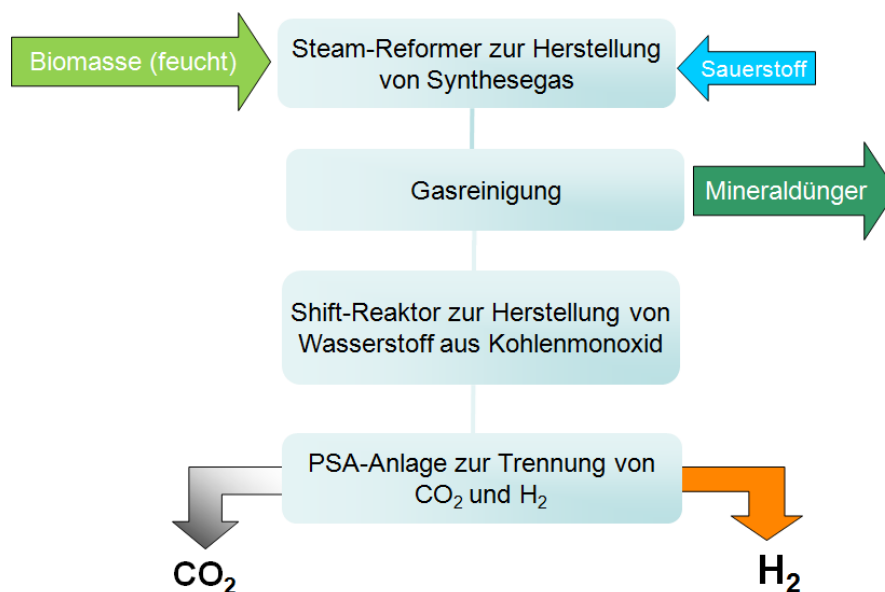 Biomasse (feucht)
Steam-Reformer zur Herstellung
von Synthesegas
Sauerstoff
Gasreinigung
Mineraldünger
Shift-Reaktor zur Herstellung von
Wasserstoff aus Kohlenmonoxid
PSA-Anlage zur Trennung von
CO₂ und H₂
CO₂
H₂